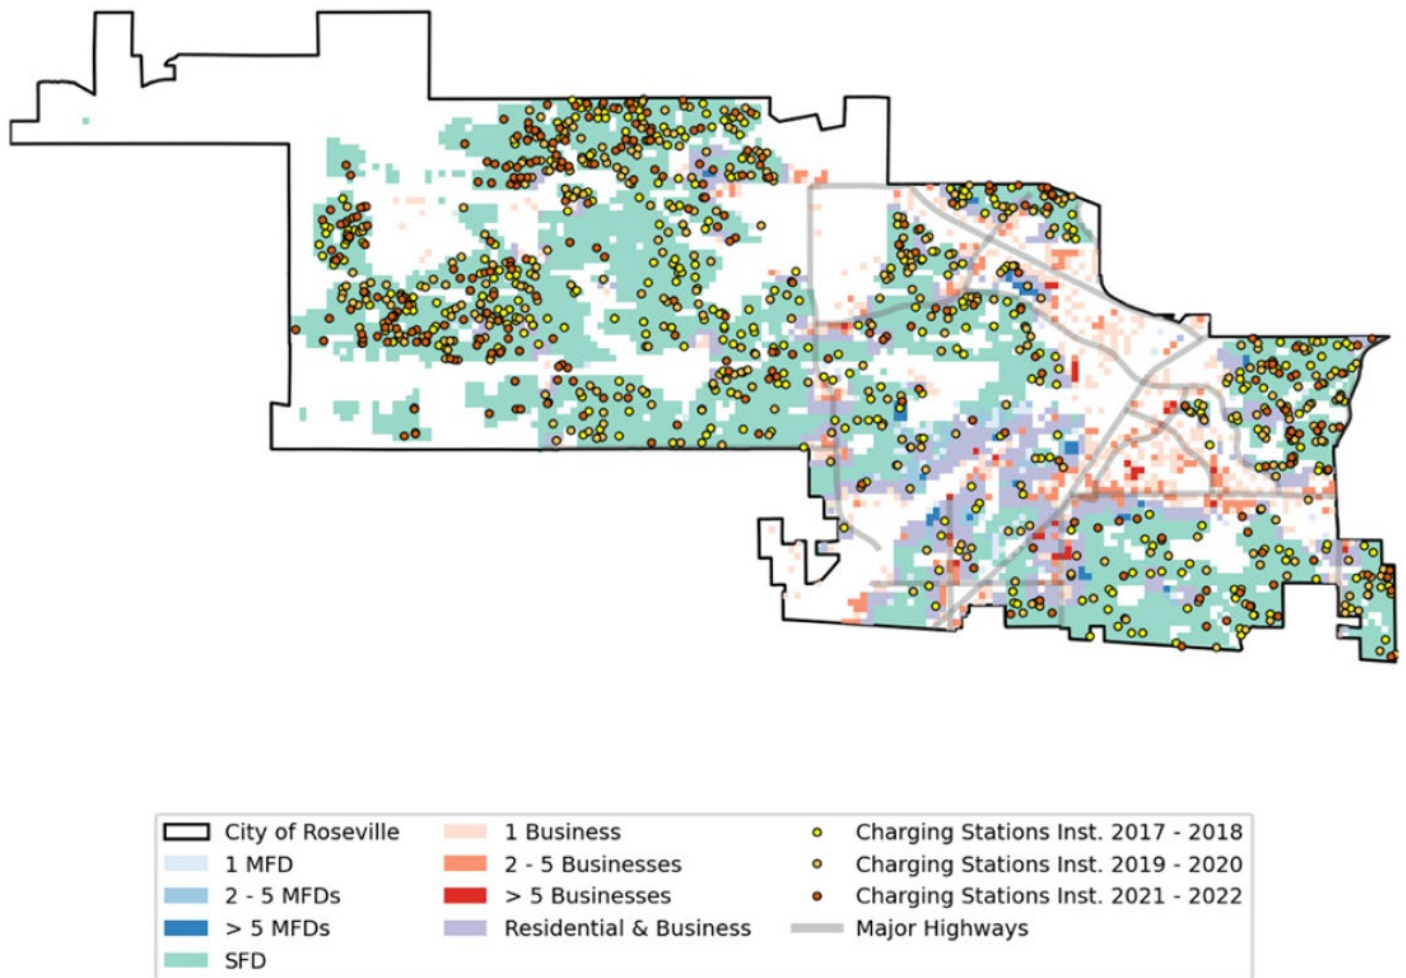 City of Roseville
1 MFD
2 - 5 MFDs
> 5 MFDs
SFD
1 Business
2 - 5 Businesses
> 5 Businesses
Residential & Business
Charging Stations Inst. 2017 - 2018
Charging Stations Inst. 2019 - 2020
Charging Stations Inst. 2021 - 2022
Major Highways